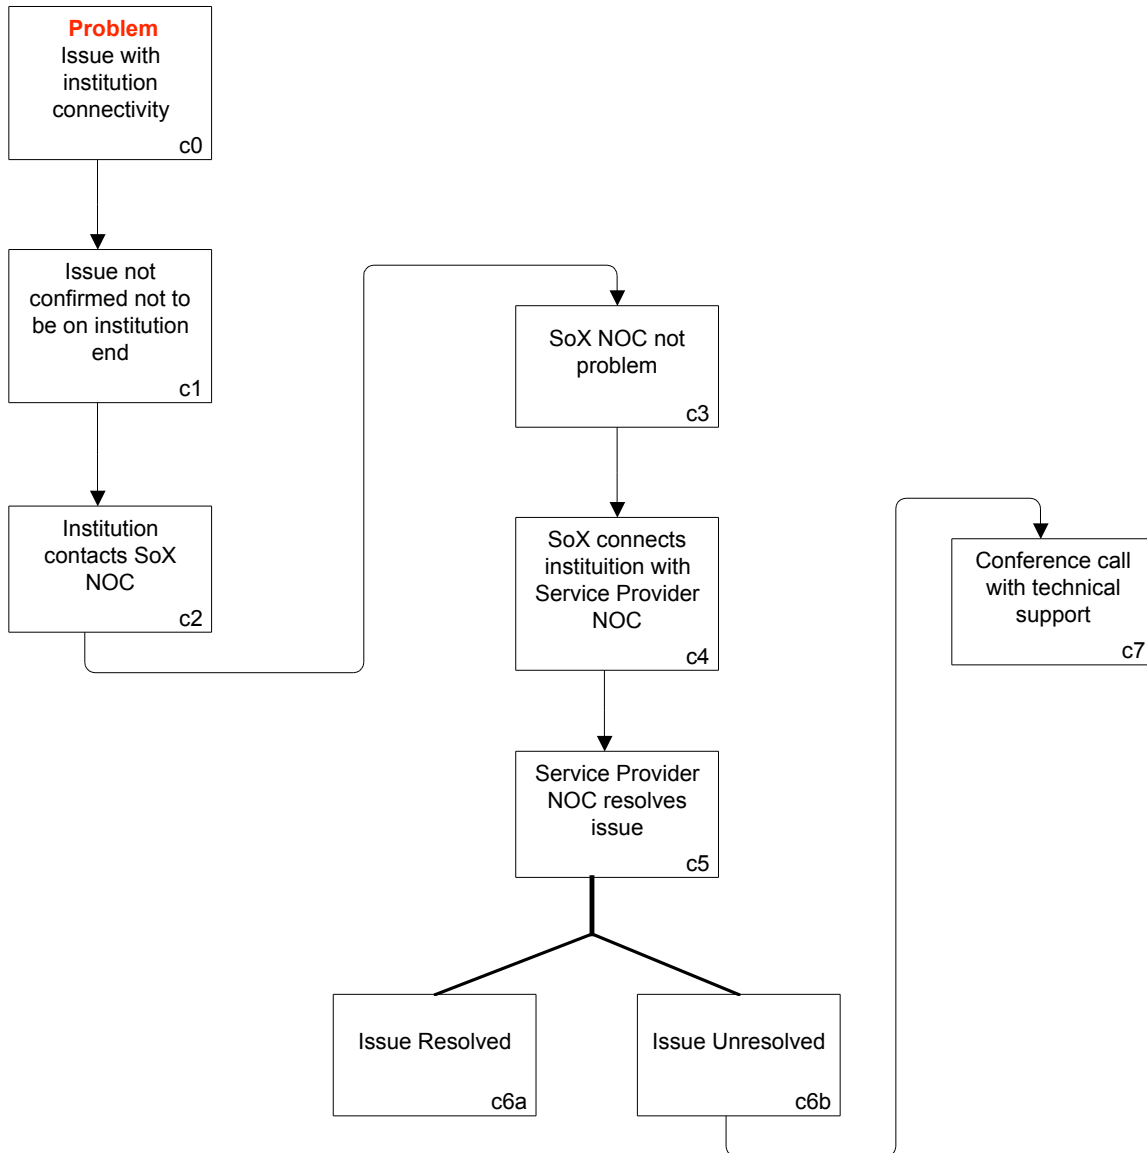 Problem
Issue with
institution
connectivity
c0
Issue not
confirmed not to
be on institution
end
c1
Institution
contacts SoX
NOC
c2
SoX NOC not
problem
c3
SoX connects
instituition with
Service Provider
NOC
c4
Service Provider
NOC resolves
issue
c5
Issue Resolved
c6a
Issue Unresolved
c6b
Conference call
with technical
support
c7